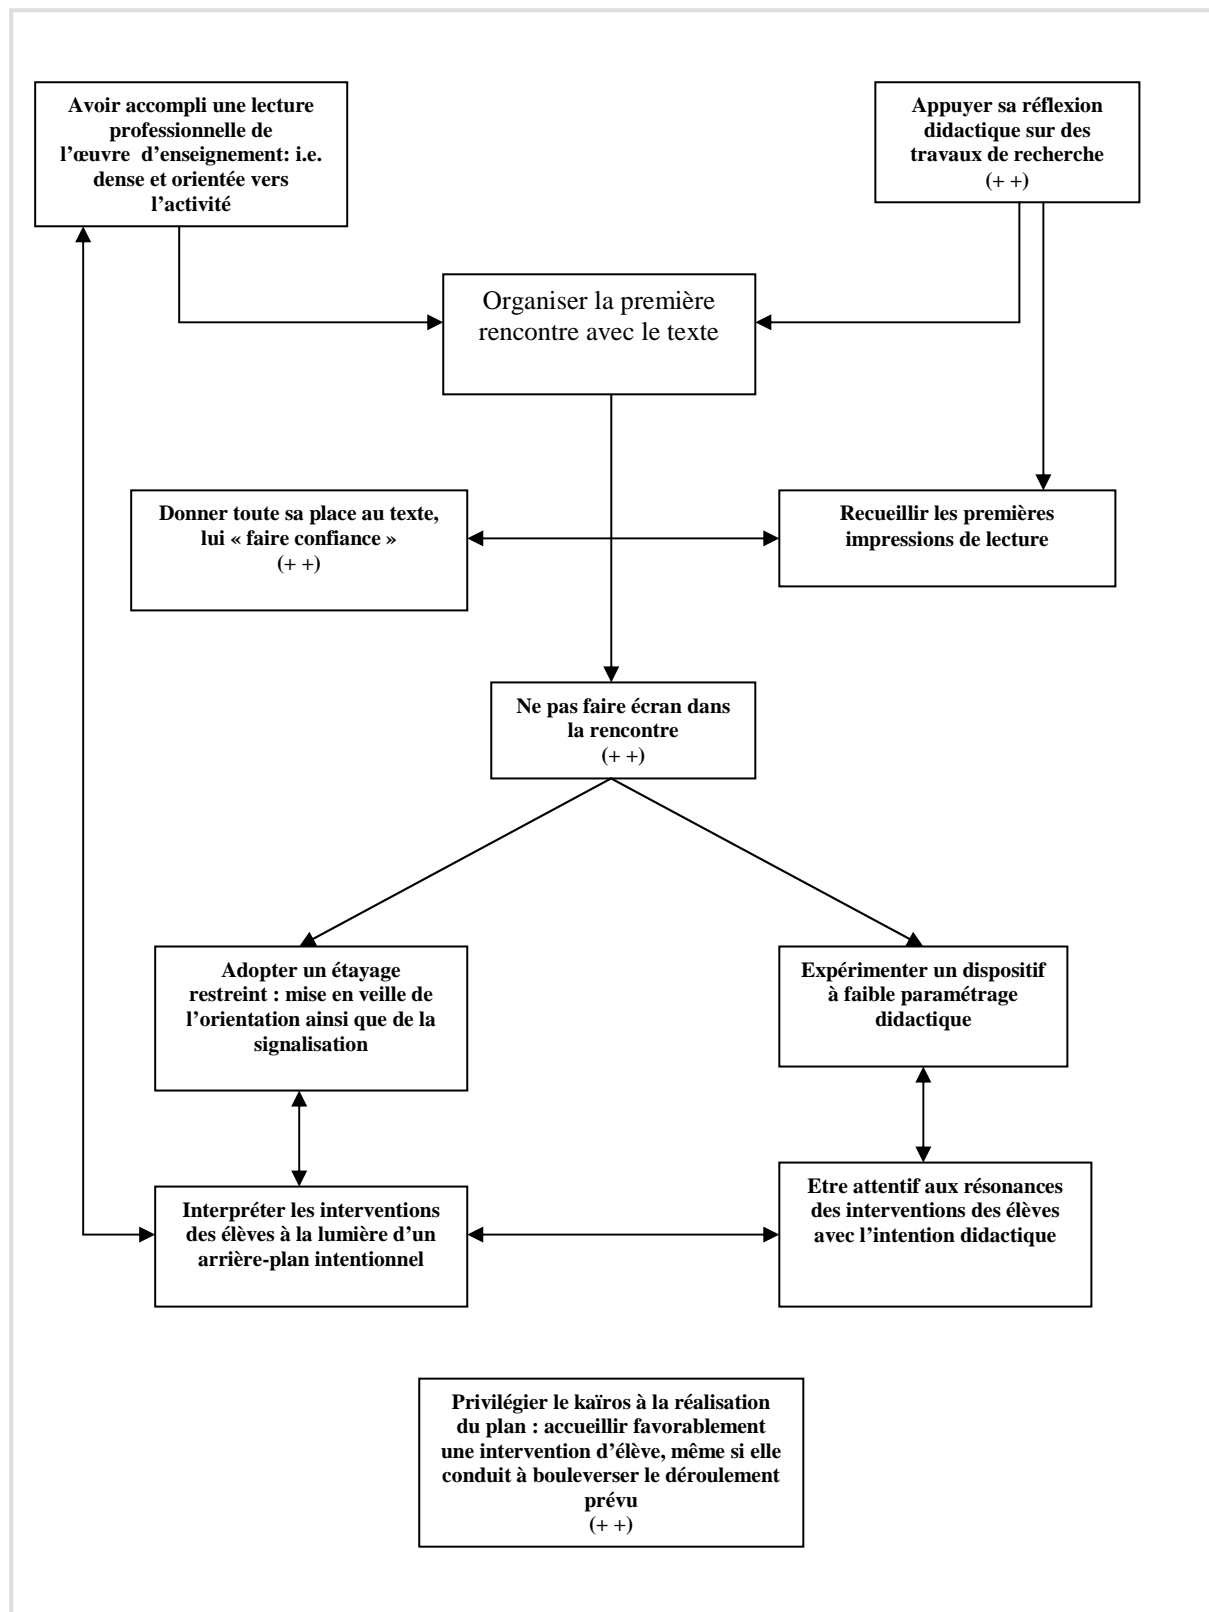 Avoir accompli une lecture
professionnelle de
l’œuvre d’enseignement: i.e.
dense et orientée vers
l’activité
Appuyer sa réflexion
didactique sur des
travaux de recherche
(+ +)
Organiser la première
rencontre avec le texte
Donner toute sa place au texte,
lui « faire confiance »
(+ +)
Recueillir les premières
impressions de lecture
Ne pas faire écran dans
la rencontre
(+ +)
Adopter un étayage
restreint : mise en veille de
l’orientation ainsi que de la
signalisation
Expérimenter un dispositif
à faible paramétrage
didactique
Interpréter les interventions
des élèves à la lumière d’un
arrière-plan intentionnel
Etre attentif aux résonances
des interventions des élèves
avec l’intention didactique
Privilégier le kaïros à la réalisation
du plan : accueillir favorablement
une intervention d’élève, même si elle
conduit à bouleverser le déroulement
prévu
(+ +)